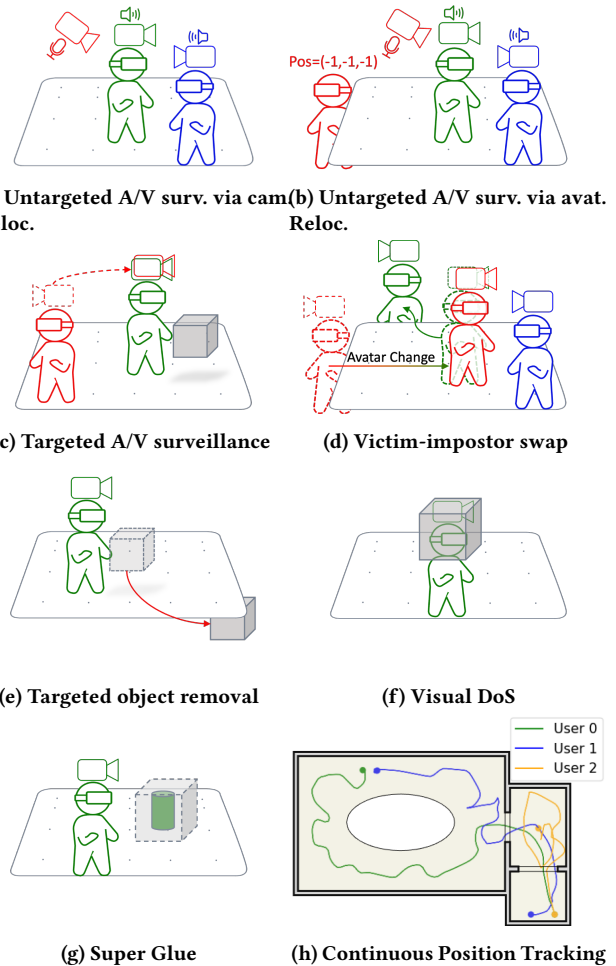 Pos=(-1,-1,-1)
Untargeted A/V surv. via cam.
loc.
(b) Untargeted A/V surv. via avat.
Reloc.
Avatar Change
c) Targeted A/V surveillance
(d) Victim-impostor swap
(e) Targeted object removal
(f) Visual DoS
User 0
User 1
User 2
(g) Super Glue
(h) Continuous Position Tracking